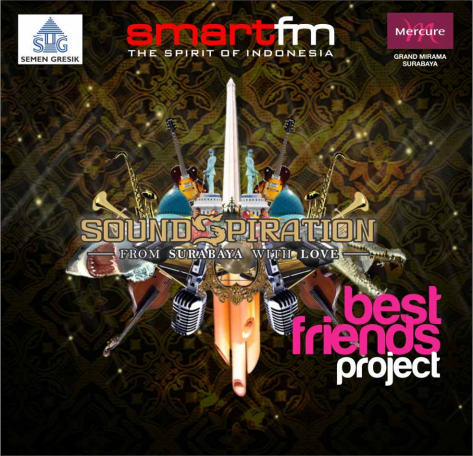 SG
SEMEN GRESIK
smartfm
THE SPIRIT OF INDONESIA
Mercure
GRAND MIRAMA
SURABAYA
SOUNDSPIRATION
FROM SURABAYA WITH LOVE
best
friends
project